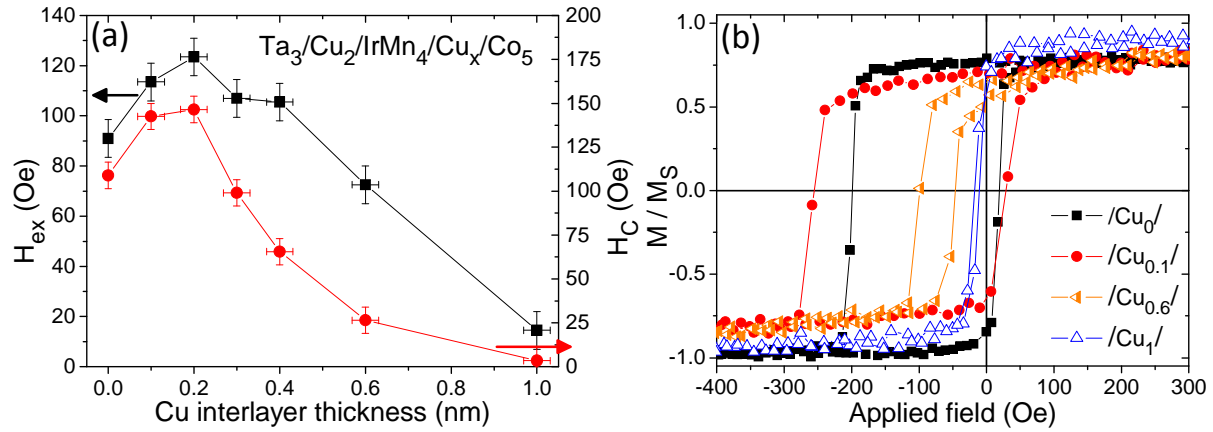 (a)
Ta3/Cu2/IrMn4/Cux/Co5
Hex (Oe)
140
120
100
80
60
40
20
0
0.0 0.2 0.4 0.6 0.8 1.0
Cu interlayer thickness (nm)
200
175
150
125
100
75
50
25
0
HC (Oe)
(b)
M / MS
1.0
0.5
0.0
-0.5
-1.0
/Cu0/
/Cu0.1/
/Cu0.6/
/Cu1/
-400 -300 -200 -100 0 100 200 300
Applied field (Oe)